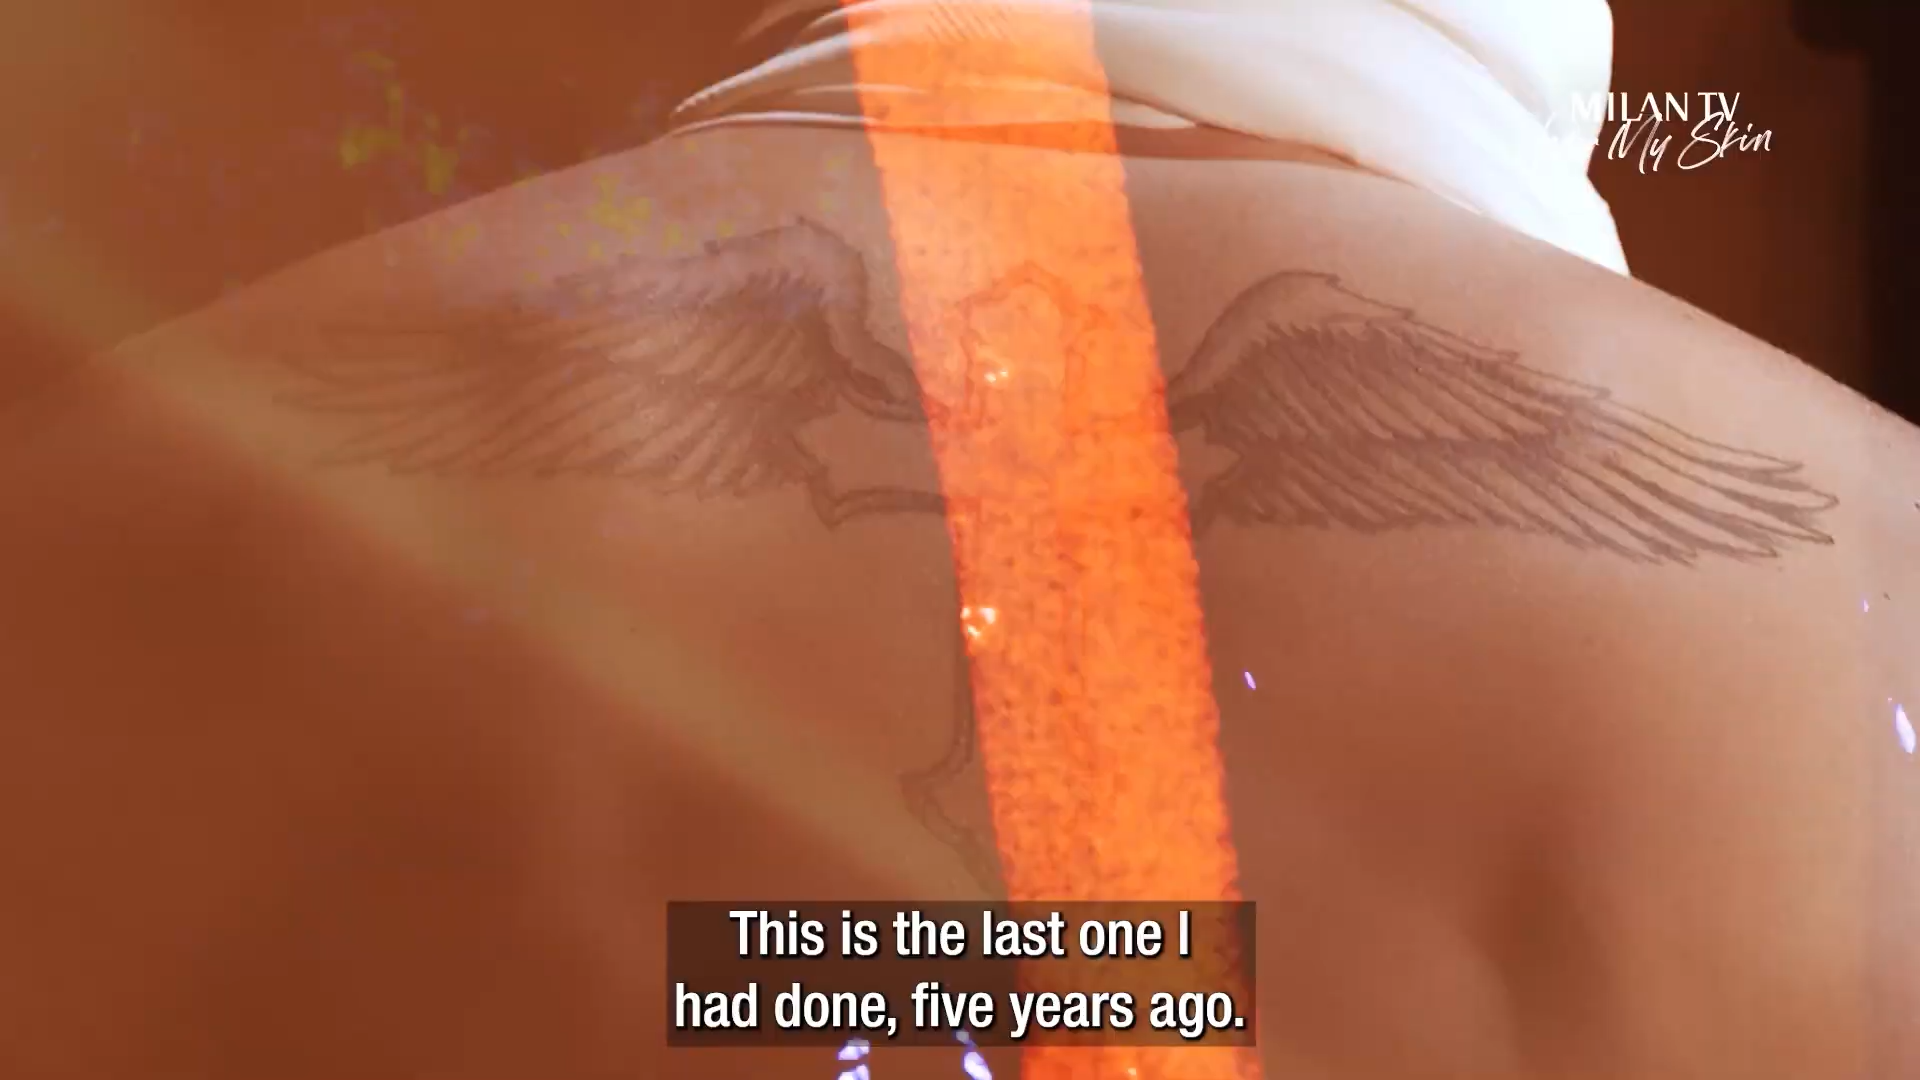 MILAN TV
My Skin
This is the last one I
had done, five years ago.